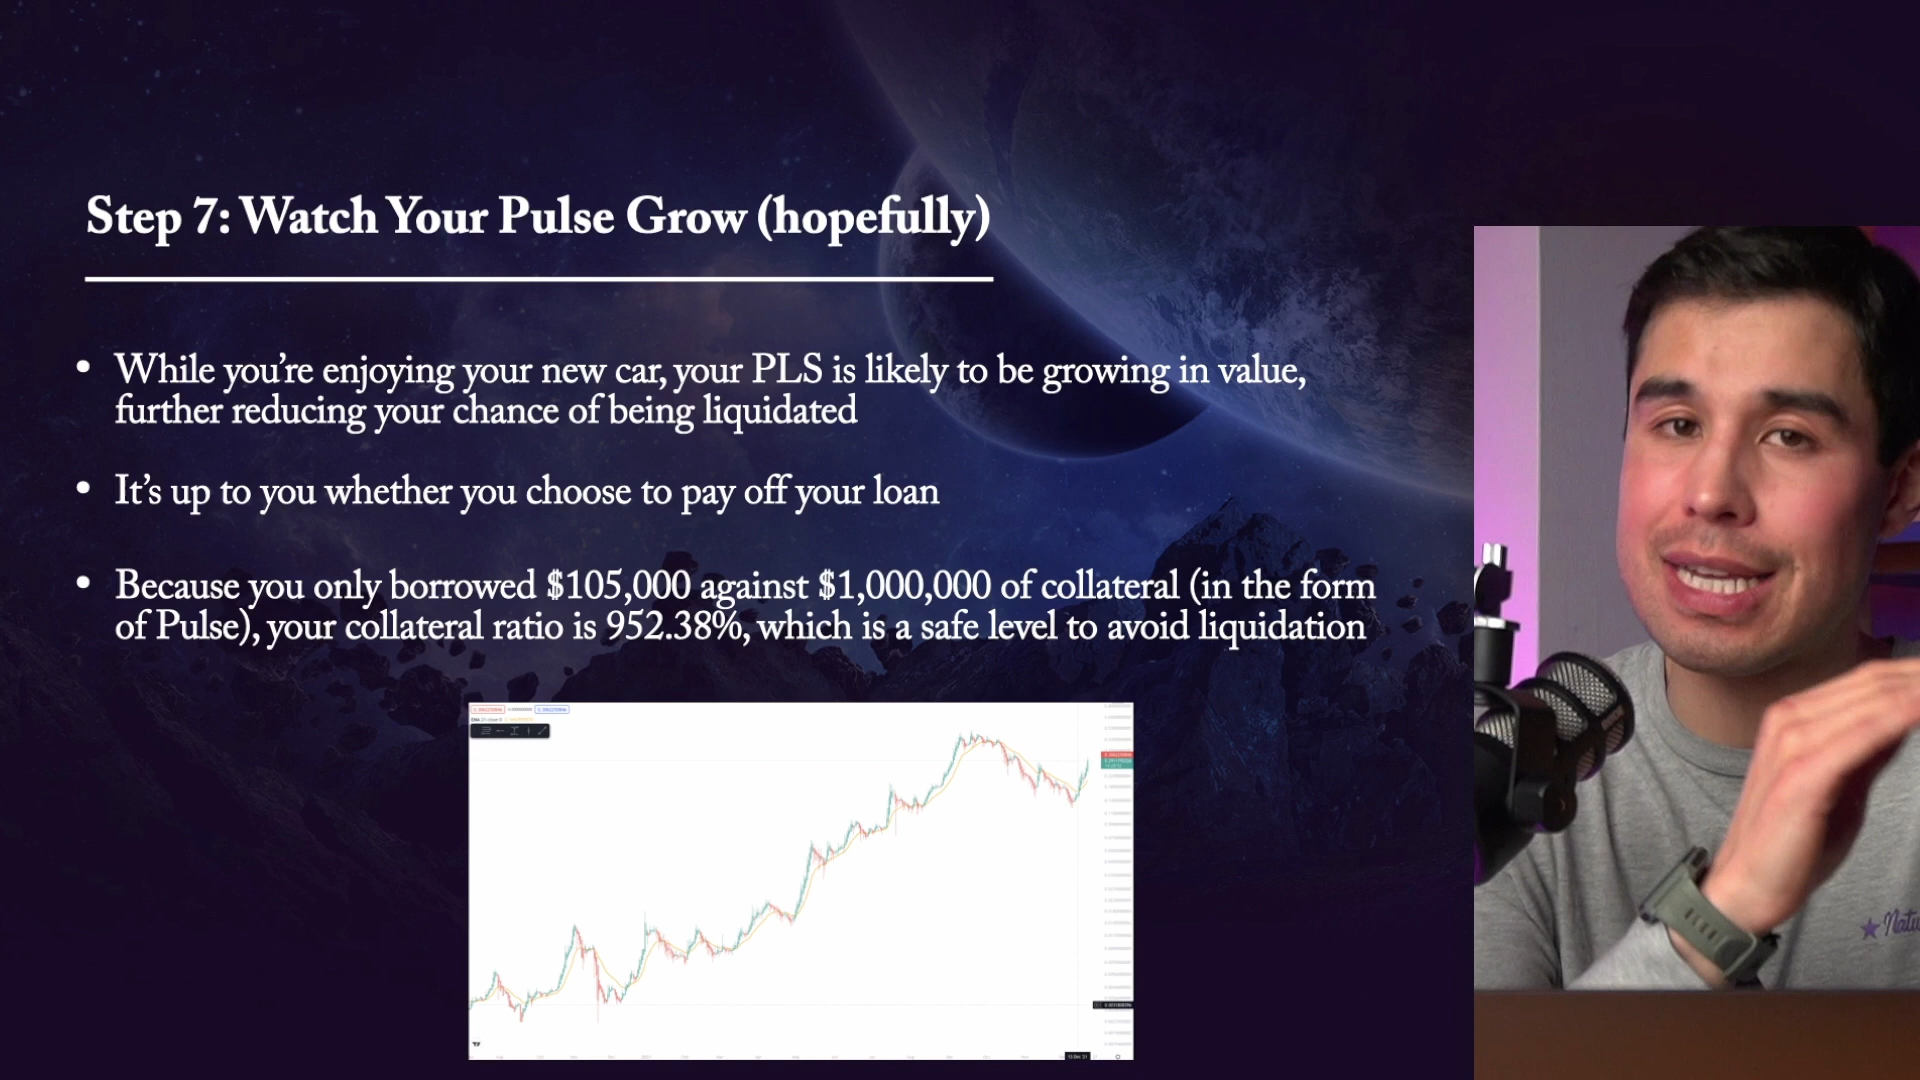 Step 7: Watch Your Pulse Grow (hopefully)
• While you're enjoying your new car, your PLS is likely to be growing in value,
further reducing your chance of being liquidated
• It's up to you whether you choose to pay off your loan
• Because you only borrowed $105,000 against $1,000,000 of collateral (in the form
of Pulse), your collateral ratio is 952.38%, which is a safe level to avoid liquidation